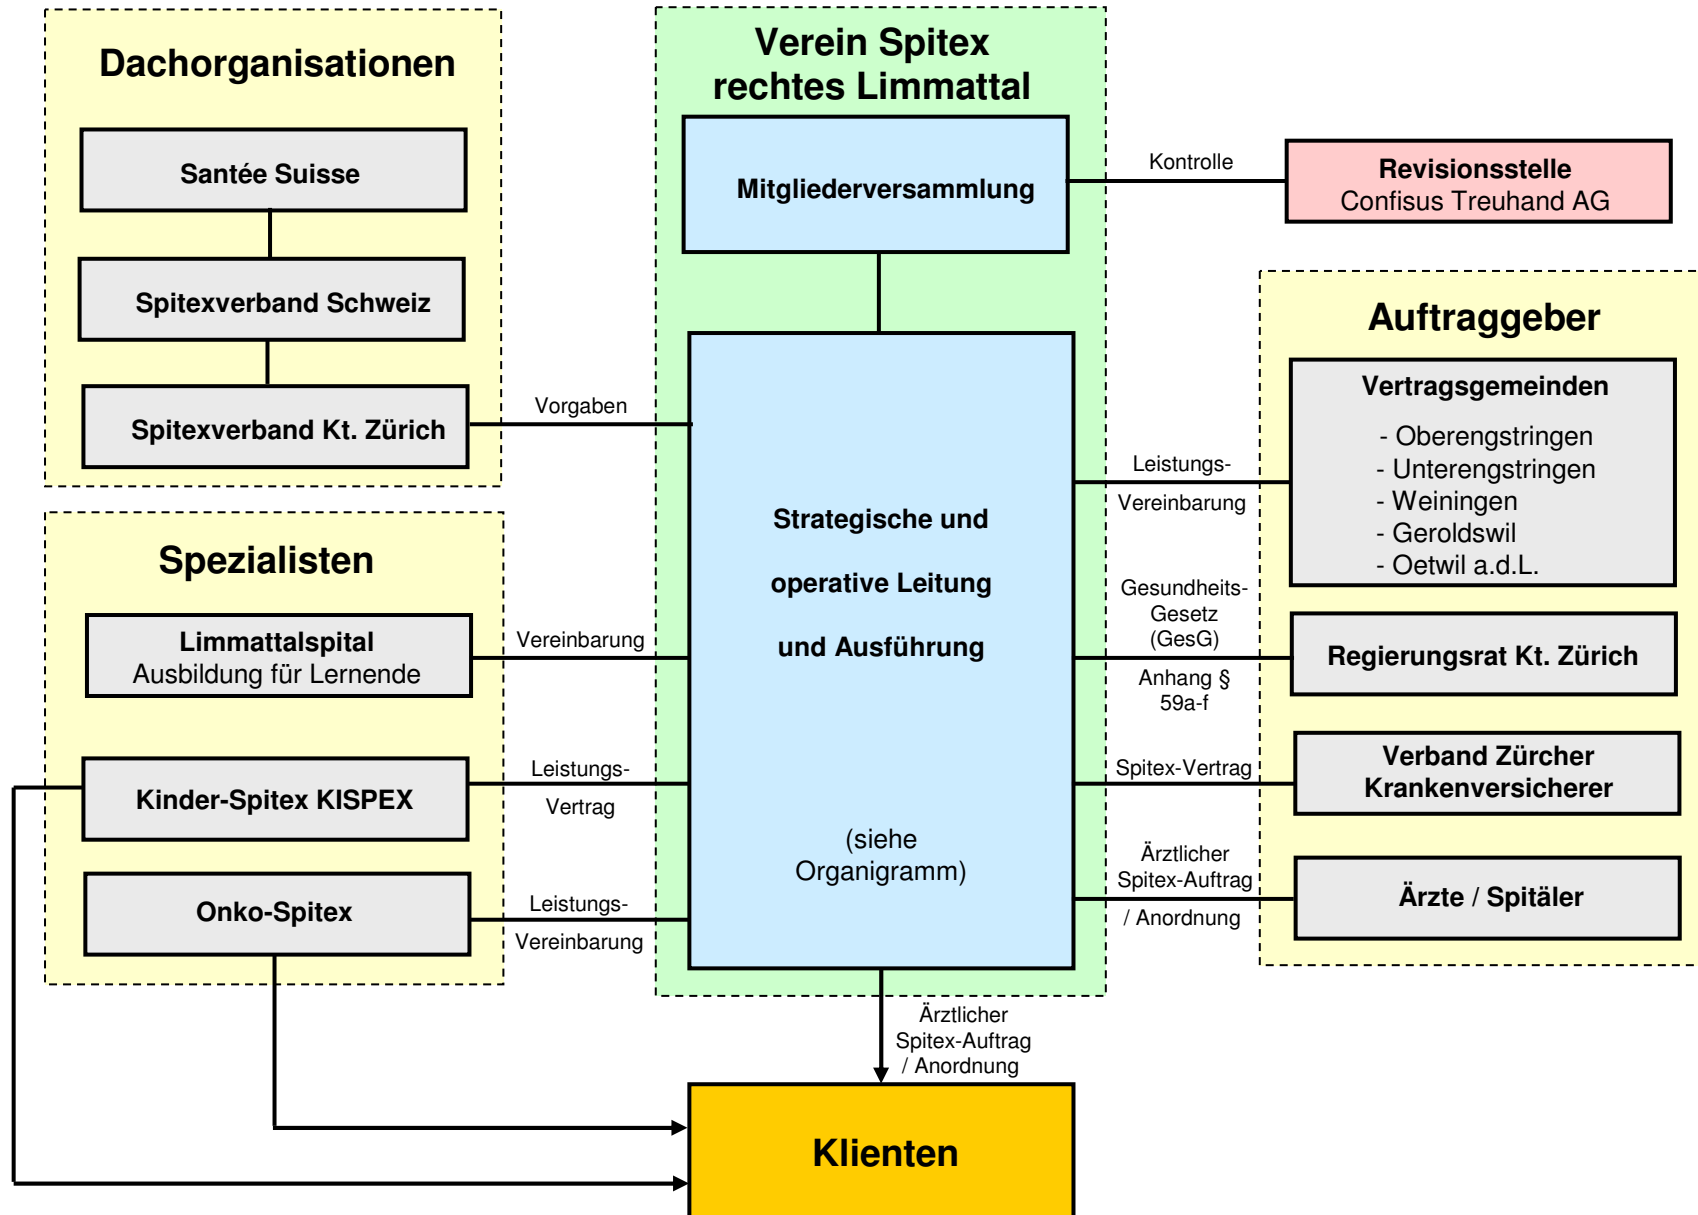 Dachorganisationen
Santée Suisse
Spitexverband Schweiz
Spitexverband Kt. Zürich
Vorgaben
Spezialisten
Limmattalspital
Ausbildung für Lernende
Vereinbarung
Kinder-Spitex KISPEX
Leistungs-
Vertrag
Onko-Spitex
Leistungs-
Vereinbarung
Verein Spitex
rechtes Limmattal
Mitgliederversammlung
Strategische und
operative Leitung
und Ausführung
(siehe
Organigramm)
Kontrolle
Revisionsstelle
Confisus Treuhand AG
Auftraggeber
Vertragsgemeinden
- Oberengstringen
- Unterengstringen
- Weiningen
- Geroldswil
- Oetwil a.d.L.
Leistungs-
Vereinbarung
Gesundheits-
Gesetz
(GesG)
Anhang §
59a-f
Regierungsrat Kt. Zürich
Spitex-Vertrag
Verband Zürcher
Krankenversicherer
Ärztlicher
Spitex-Auftrag
/ Anordnung
Ärzte / Spitäler
Ärztlicher
Spitex-Auftrag
/ Anordnung
Klienten